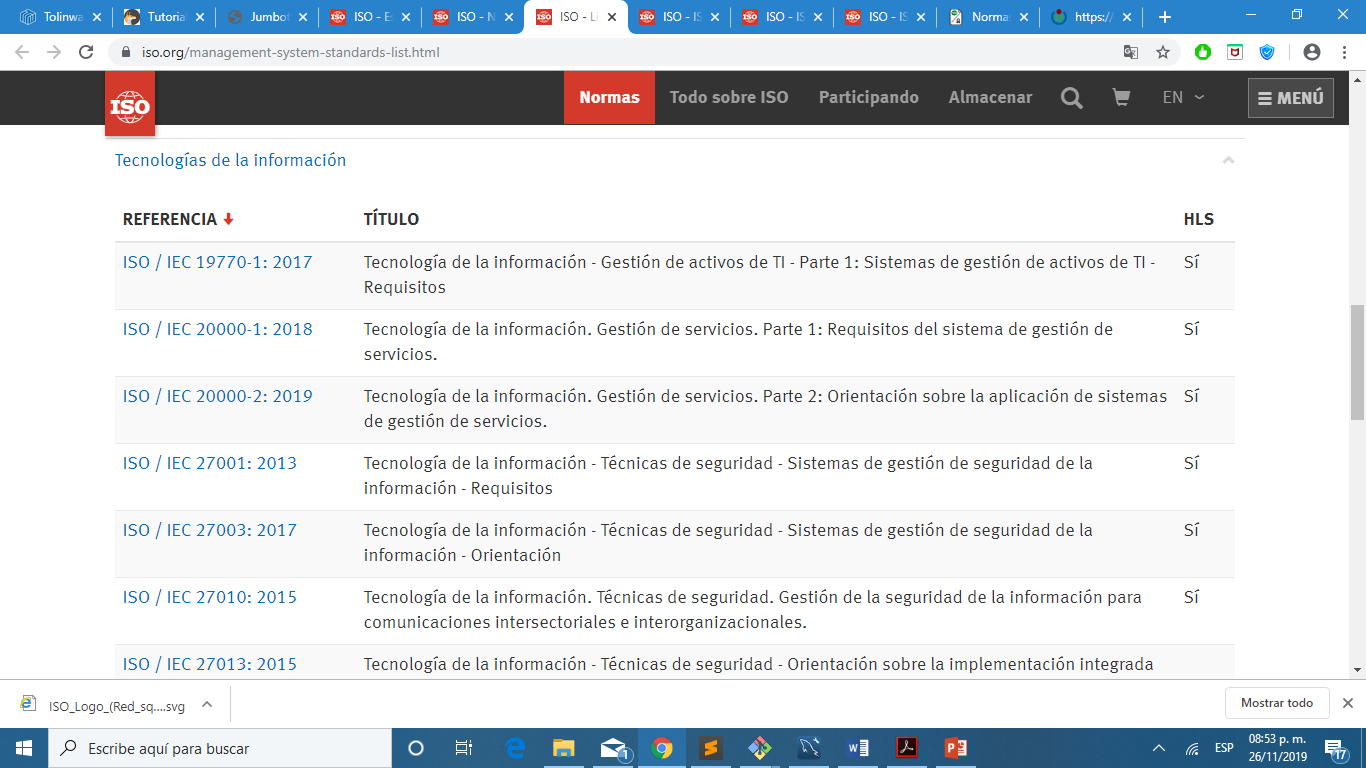 Tolinwa
Tutoria
Jumbo
ISO - Es
ISO - N
ISO - Li
ISO - IS
ISO - IS
ISO - IS
Normas
https://
iso.org/management-system-standards-list.html
ISO
Normas
Todo sobre ISO
Participando
Almacenar
EN
MENÚ
Tecnologías de la información
REFERENCIA TÍTULO HLS
ISO / IEC 19770-1: 2017 Tecnología de la información - Gestión de activos de TI - Parte 1: Sistemas de gestión de activos de TI - Sí
Requisitos
ISO / IEC 20000-1: 2018 Tecnología de la información. Gestión de servicios. Parte 1: Requisitos del sistema de gestión de Sí
servicios.
ISO / IEC 20000-2: 2019 Tecnología de la información. Gestión de servicios. Parte 2: Orientación sobre la aplicación de sistemas Sí
de gestión de servicios.
ISO / IEC 27001: 2013 Tecnología de la información - Técnicas de seguridad - Sistemas de gestión de seguridad de la Sí
información - Requisitos
ISO / IEC 27003: 2017 Tecnología de la información - Técnicas de seguridad - Sistemas de gestión de seguridad de la Sí
información - Orientación
ISO / IEC 27010: 2015 Tecnología de la información. Técnicas de seguridad. Gestión de la seguridad de la información para Sí
comunicaciones intersectoriales e interorganizacionales.
ISO / IEC 27013: 2015 Tecnología de la información - Técnicas de seguridad - Orientación sobre la implementación integrada
ISO_Logo_(Red_sq....svg
Mostrar todo
Escribe aquí para buscar
1
ESP
08:53 p. m.
26/11/2019
17